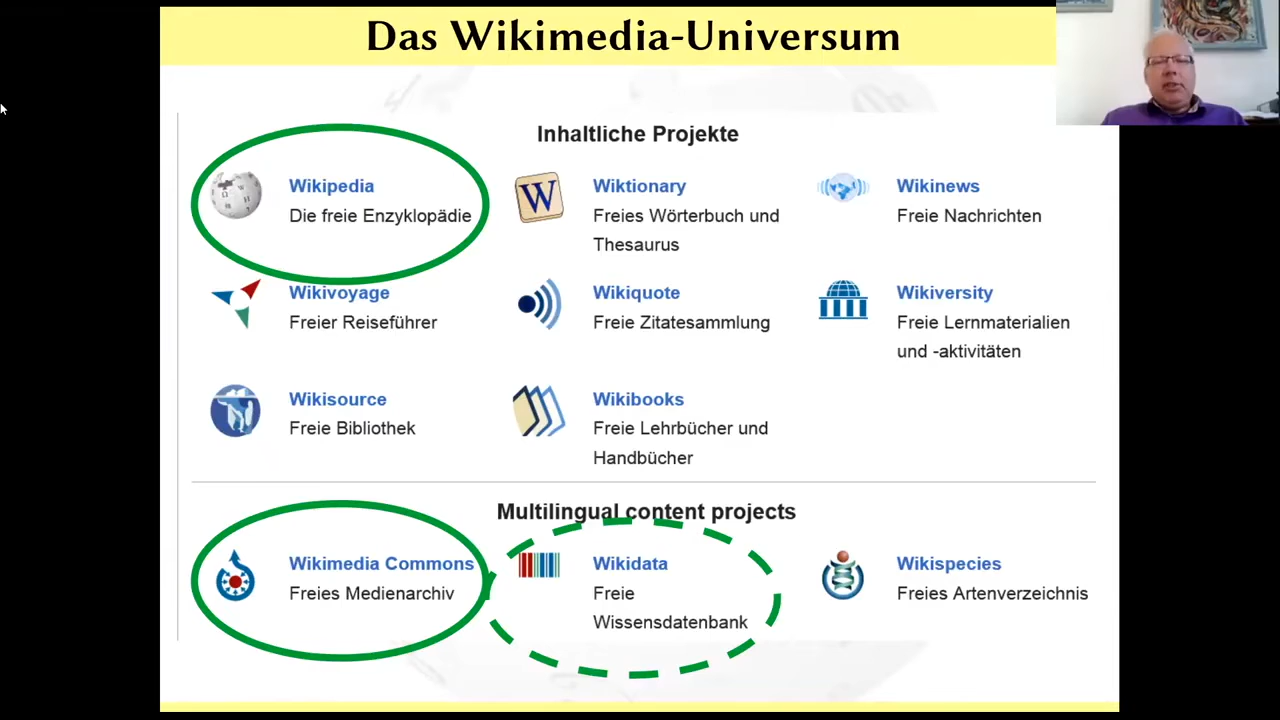 Das Wikimedia-Universum
Inhaltliche Projekte
Wikipedia
Die freie Enzyklopädie
Wiktionary
Freies Wörterbuch und
Thesaurus
Wikinews
Freie Nachrichten
Wikivoyage
Freier Reiseführer
Wikiquote
Freie Zitatesammlung
Wikiversity
Freie Lernmaterialien
und -aktivitäten
Wikisource
Freie Bibliothek
Wikibooks
Freie Lehrbücher und
Handbücher
Multilingual content projects
Wikimedia Commons
Freies Medienarchiv
Wikidata
Freie
Wissensdatenbank
Wikispecies
Freies Artenverzeichnis